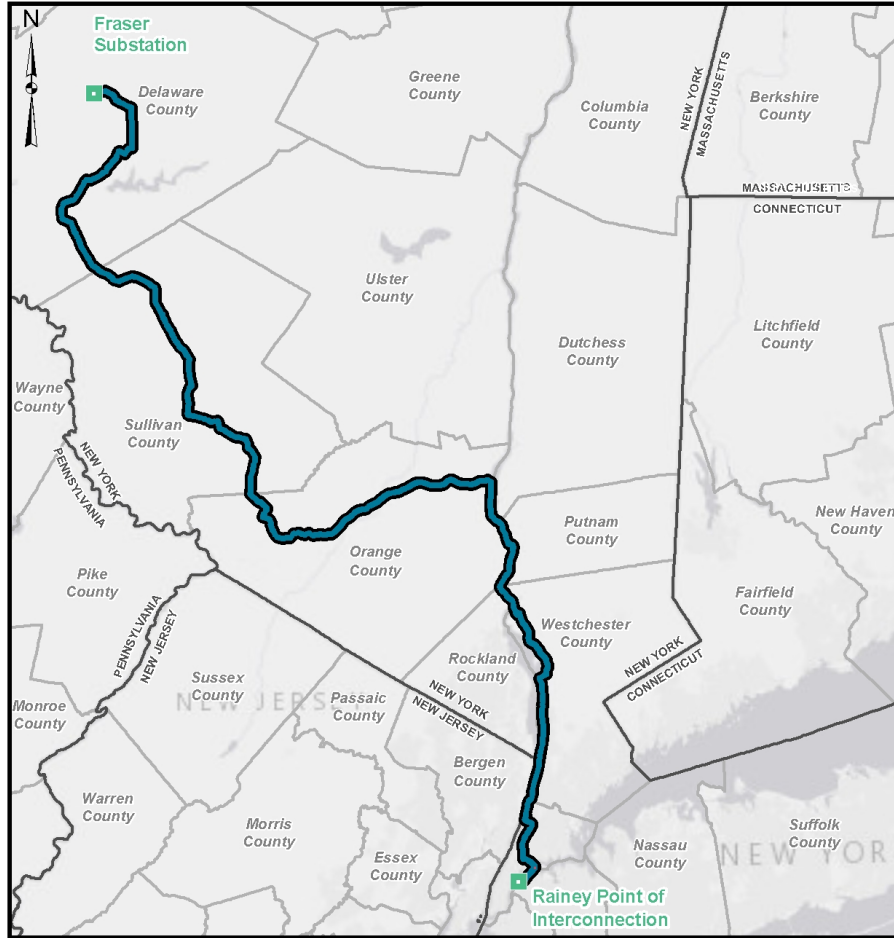 N
Fraser
Substation
Delaware
County
Greene
County
Columbia
County
NEW YORK
MASSACHUSETTS
Berkshire
County
MASSACHUSETTS
CONNECTICUT
Ulster
County
Dutchess
County
Litchfield
County
Wayne
County
Sullivan
County
NEW YORK
PENNSYLVANIA
Orange
County
Putnam
County
New Haven
County
Pike
County
Fairfield
County
Westchester
County
PENNSYLVANIA
NEW JERSEY
Sussex
County
Rockland
County
NEW YORK
CONNECTICUT
NEW JERSEY
Passaic
County
NEW YORK
NEW JERSEY
Monroe
County
Bergen
County
Warren
County
Morris
County
Essex
County
Nassau
County
Suffolk
County
NEW YOR
Rainey Point of
Interconnection